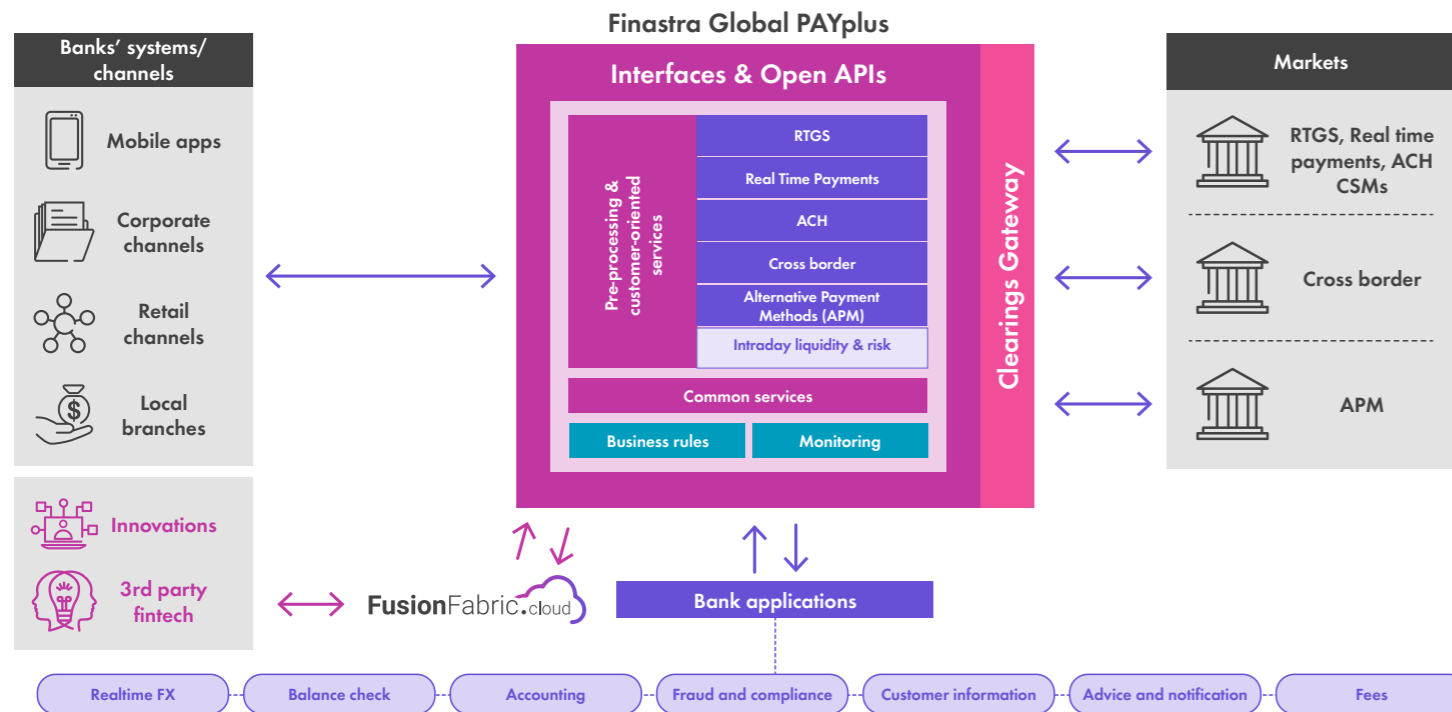 Finastra Global PAYplus
Banks' systems/
channels
Mobile apps
Corporate
channels
Retail
channels
Local
branches
$
Innovations
3rd party
fintech
Interfaces & Open APIs
Pre-processing &
customer-oriented
services
RTGS
Real Time Payments
ACH
Cross border
Alternative Payment
Methods (APM)
Intraday liquidity & risk
Common services
Business rules
Monitoring
Clearings Gateway
Markets
RTGS, Real time
payments, ACH
CSMs
Cross border
APM
FusionFabric.cloud
Bank applications
Realtime FX
Balance check
Accounting
Fraud and compliance
Customer information
Advice and notification
Fees